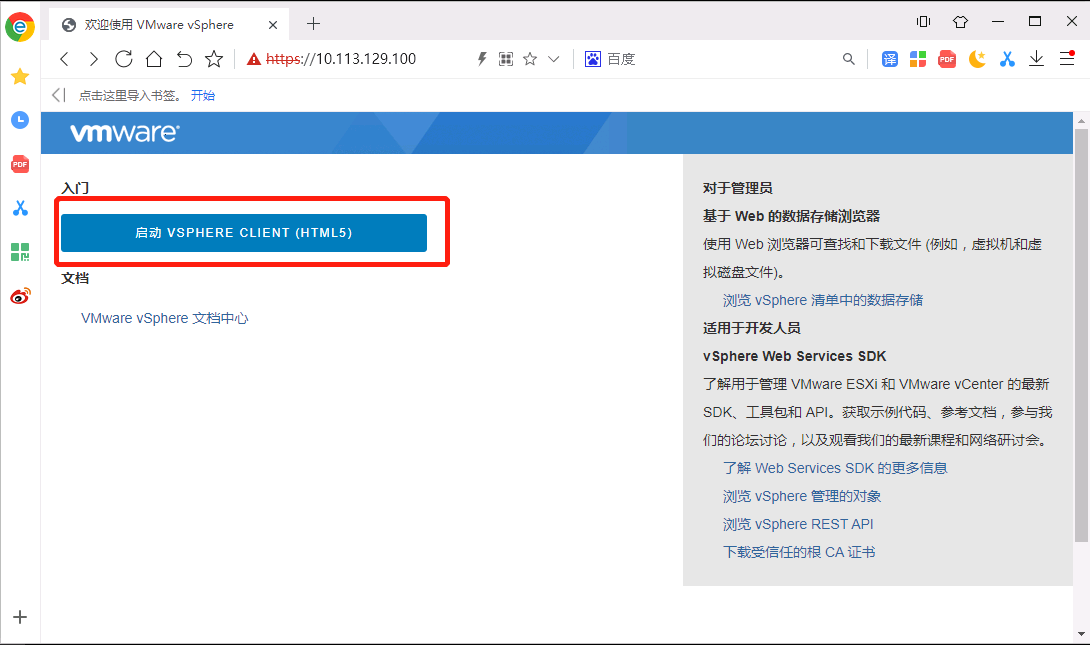 欢迎使用 VMware vSphere
https://10.113.129.100
百度
译
PDF
点击这里导入书签。 开始
PDF
vmware®
入门
启动 VSPHERE CLIENT (HTML5)
文档
VMware vSphere 文档中心
对于管理员
基于 Web 的数据存储浏览器
使用 Web 浏览器可查找和下载文件 (例如，虚拟机和虚
拟磁盘文件)。
浏览 vSphere 清单中的数据存储
适用于开发人员
vSphere Web Services SDK
了解用于管理 VMware ESXi 和 VMware vCenter 的最新
SDK、工具包和 API。获取示例代码、参考文档，参与我
们的论坛讨论，以及观看我们的最新课程和网络研讨会。
了解 Web Services SDK 的更多信息
浏览 vSphere 管理的对象
浏览 vSphere REST API
下载受信任的根 CA 证书